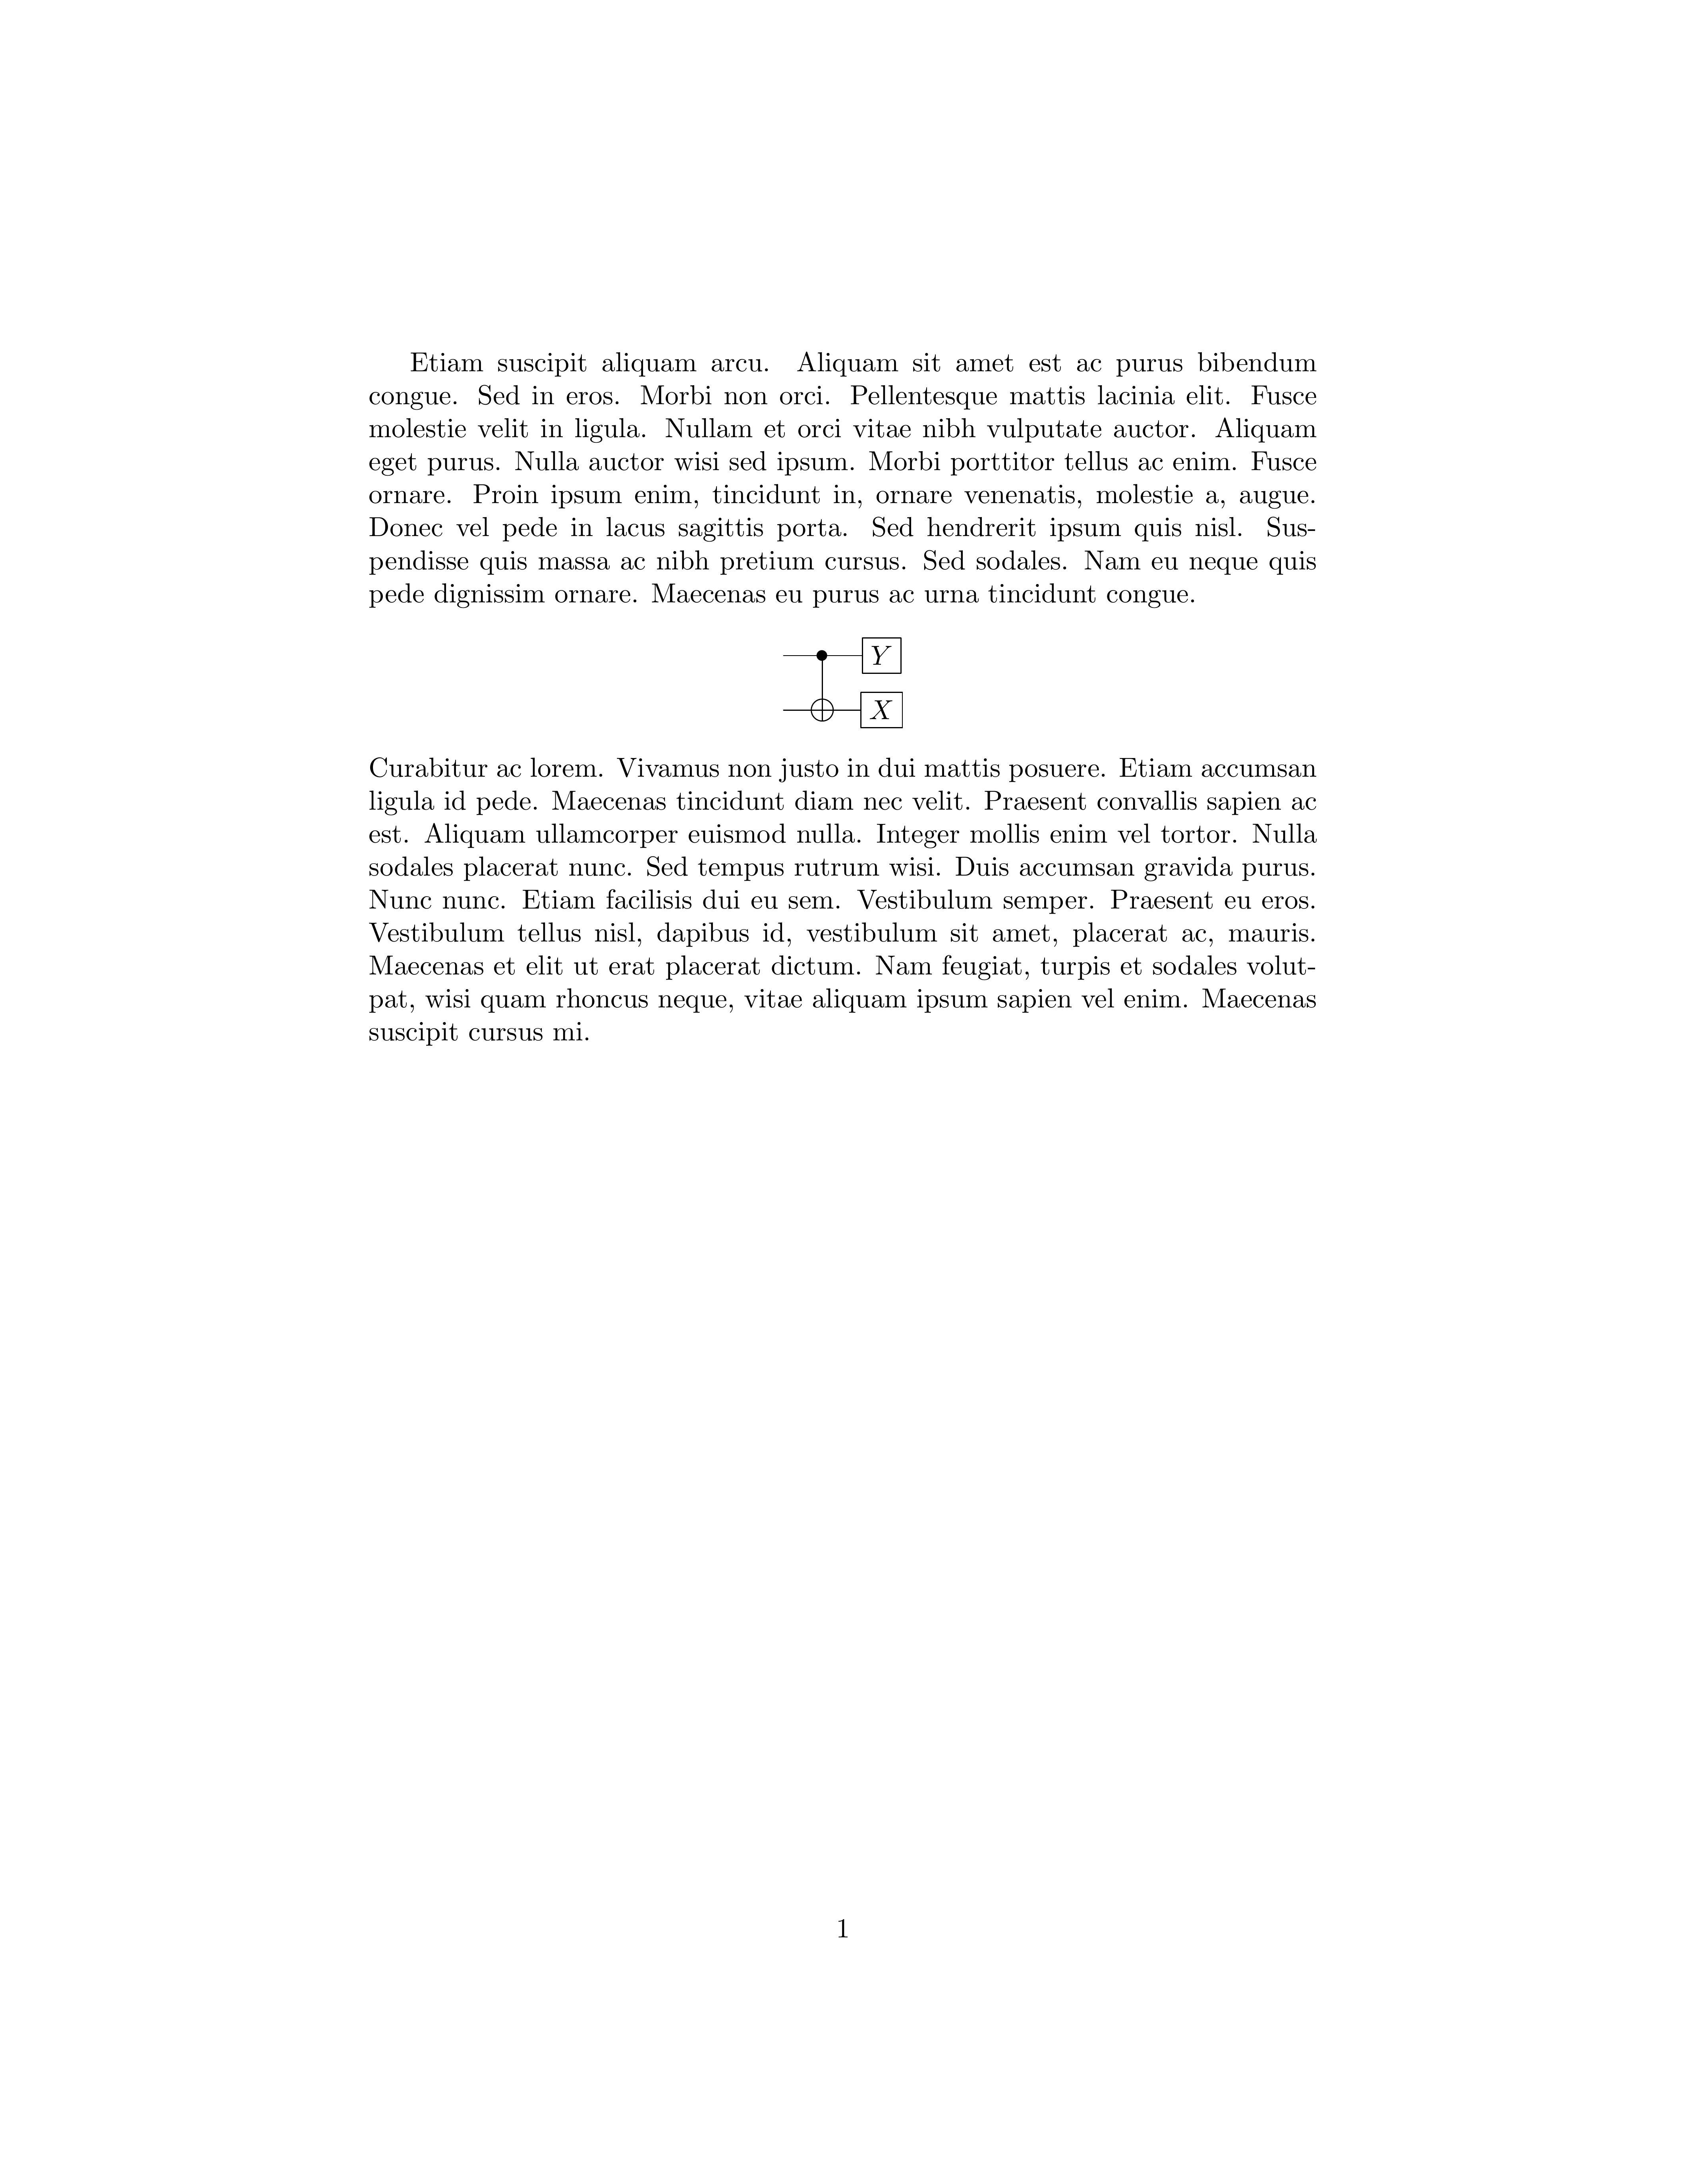 Etiam suscipit aliquam arcu. Aliquam sit amet est ac purus bibendum
congue. Sed in eros. Morbi non orci. Pellentesque mattis lacinia elit. Fusce
molestie velit in ligula. Nullam et orci vitae nibh vulputate auctor. Aliquam
eget purus. Nulla auctor wisi sed ipsum. Morbi porttitor tellus ac enim. Fusce
ornare. Proin ipsum enim, tincidunt in, ornare venenatis, molestie a, augue.
Donec vel pede in lacus sagittis porta. Sed hendrerit ipsum quis nisl. Sus-
pendisse quis massa ac nibh pretium cursus. Sed sodales. Nam eu neque quis
pede dignissim ornare. Maecenas eu purus ac urna tincidunt congue.
Y
X
Curabitur ac lorem. Vivamus non justo in dui mattis posuere. Etiam accumsan
ligula id pede. Maecenas tincidunt diam nec velit. Praesent convallis sapien ac
est. Aliquam ullamcorper euismod nulla. Integer mollis enim vel tortor. Nulla
sodales placerat nunc. Sed tempus rutrum wisi. Duis accumsan gravida purus.
Nunc nunc. Etiam facilisis dui eu sem. Vestibulum semper. Praesent eu eros.
Vestibulum tellus nisl, dapibus id, vestibulum sit amet, placerat ac, mauris.
Maecenas et elit ut erat placerat dictum. Nam feugiat, turpis et sodales volut-
pat, wisi quam rhoncus neque, vitae aliquam ipsum sapien vel enim. Maecenas
suscipit cursus mi.
1